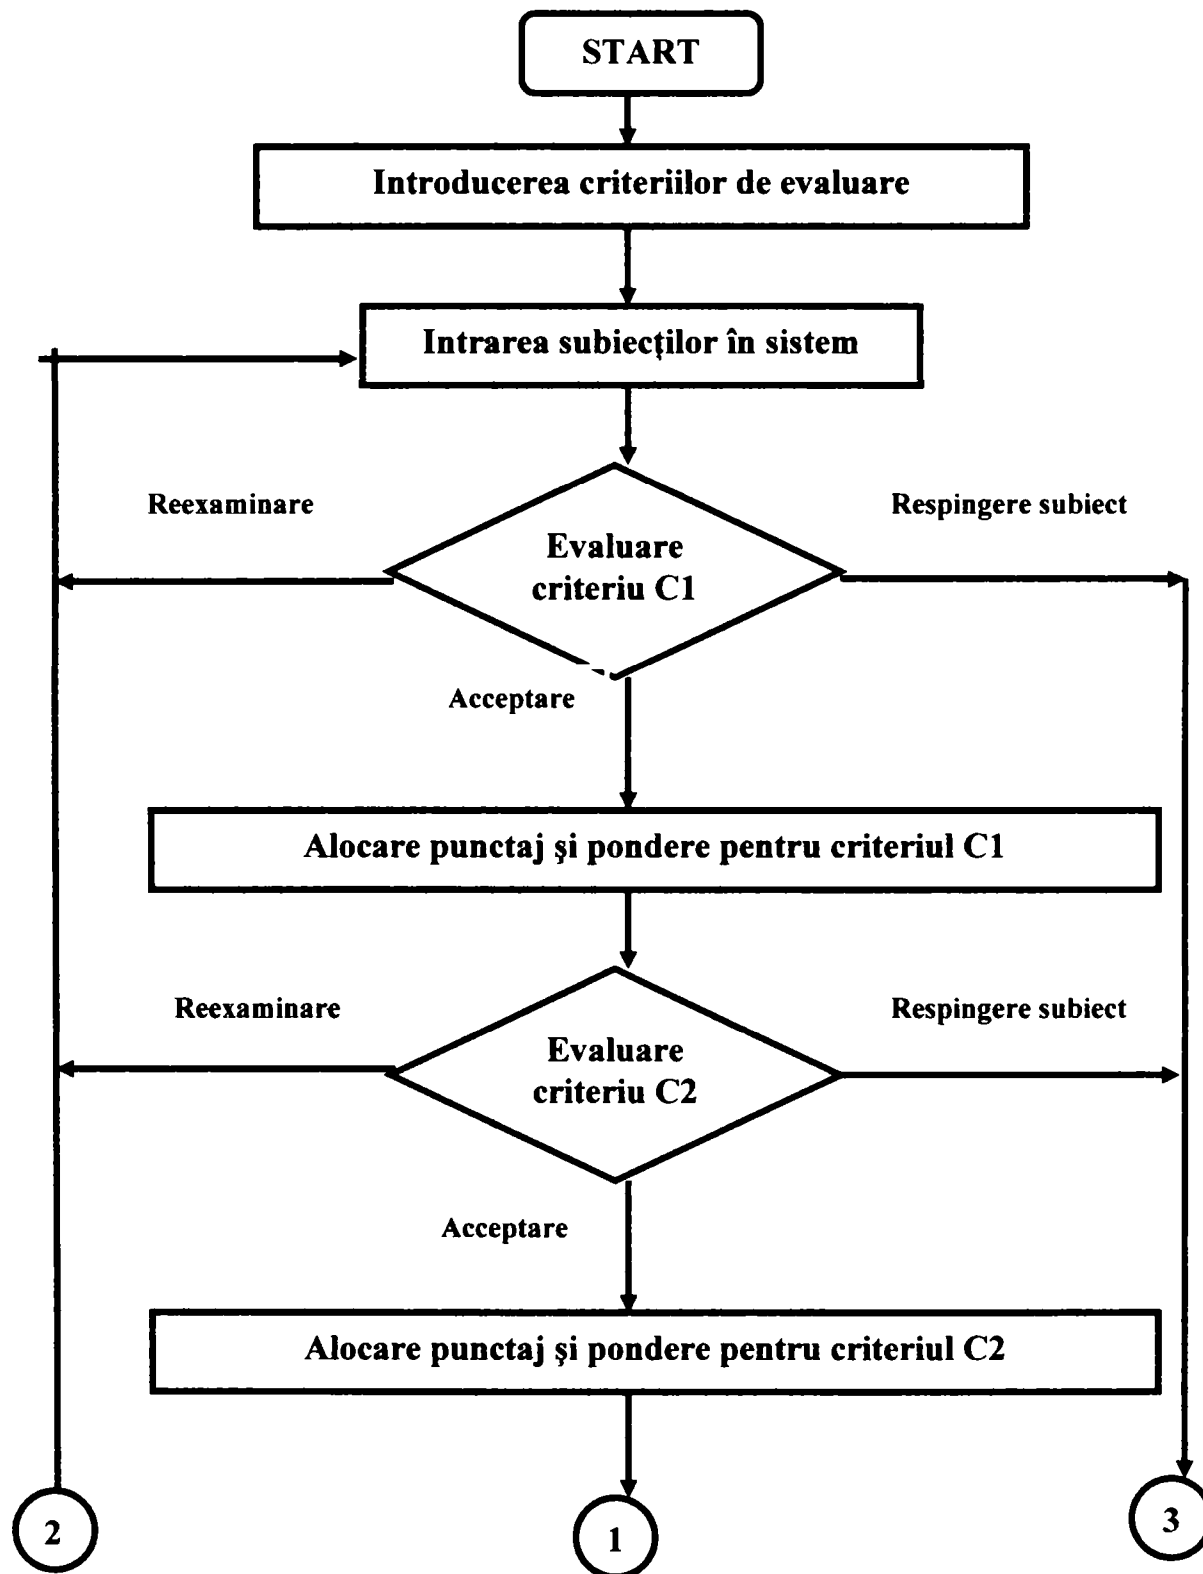 START
Introducerea criteriilor de evaluare
Intrarea subiecților în sistem
Reexaminare
Respingere subiect
Evaluare
criteriu C1
Acceptare
Alocare punctaj şi pondere pentru criteriul C1
Reexaminare
Respingere subiect
Evaluare
criteriu C2
Acceptare
Alocare punctaj şi pondere pentru criteriul C2
2
1
3